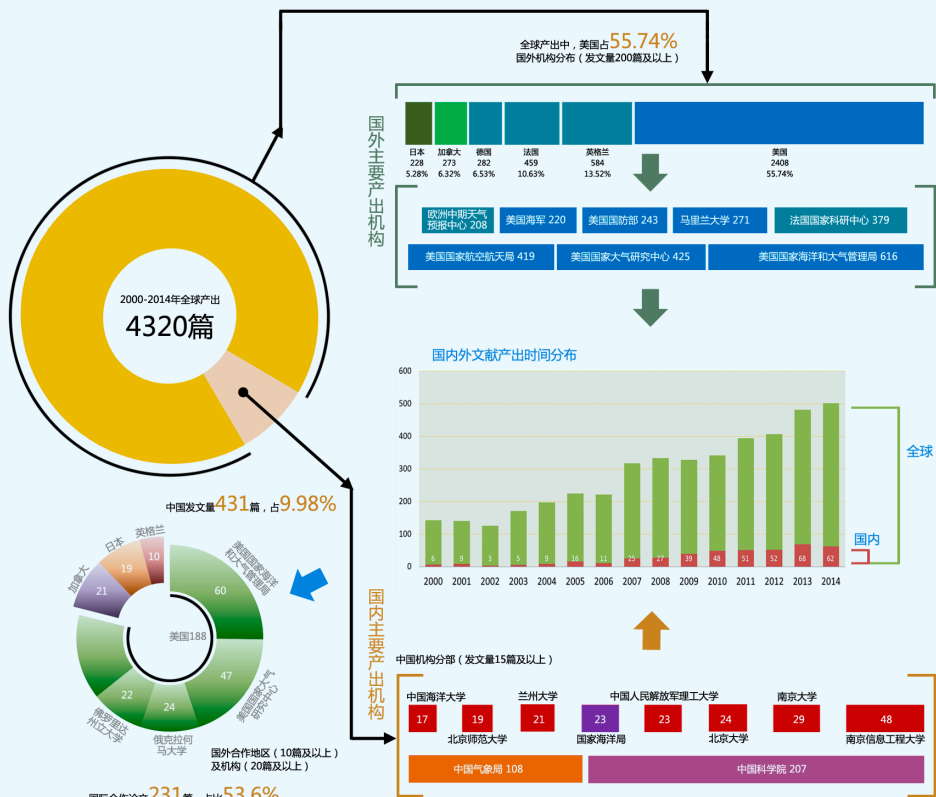 全球产出中，美国占55.74%
国外机构分布（发文量200篇及以上）
国外主要产出机构
日本
228
5.28%
加拿大
273
6.32%
德国
282
6.53%
法国
459
10.63%
英格兰
584
13.52%
美国
2408
55.74%
欧洲中期天气
预报中心 208
美国海军 220
美国国防部 243
马里兰大学 271
法国国家科研中心 379
美国国家航空航天局 419
美国国家大气研究中心 425
美国国家海洋和大气管理局 616
2000-2014年全球产出
4320篇
国内外文献产出时间分布
600
500
400
300
200
100
0
6
9
3
5
9
16
11
25
27
39
48
51
52
68
62
2000
2001
2002
2003
2004
2005
2006
2007
2008
2009
2010
2011
2012
2013
2014
全球
国内
中国发文量431篇，占9.98%
英格兰
10
日本
19
加拿大
21
美国国家海洋
和大气管理局
60
美国188
47
美国国家大气
研究中心
24
俄克拉何
马大学
22
佛罗里达
州立大学
国外合作地区（10篇及以上）
及机构（20篇及以上）
国际合作论文231篇，占比53.6%
国内主要产出机构
中国机构分部（发文量15篇及以上）
中国海洋大学
17
19
北京师范大学
兰州大学
21
23
国家海洋局
中国人民解放军理工大学
23
24
北京大学
南京大学
29
48
南京信息工程大学
中国气象局 108
中国科学院 207